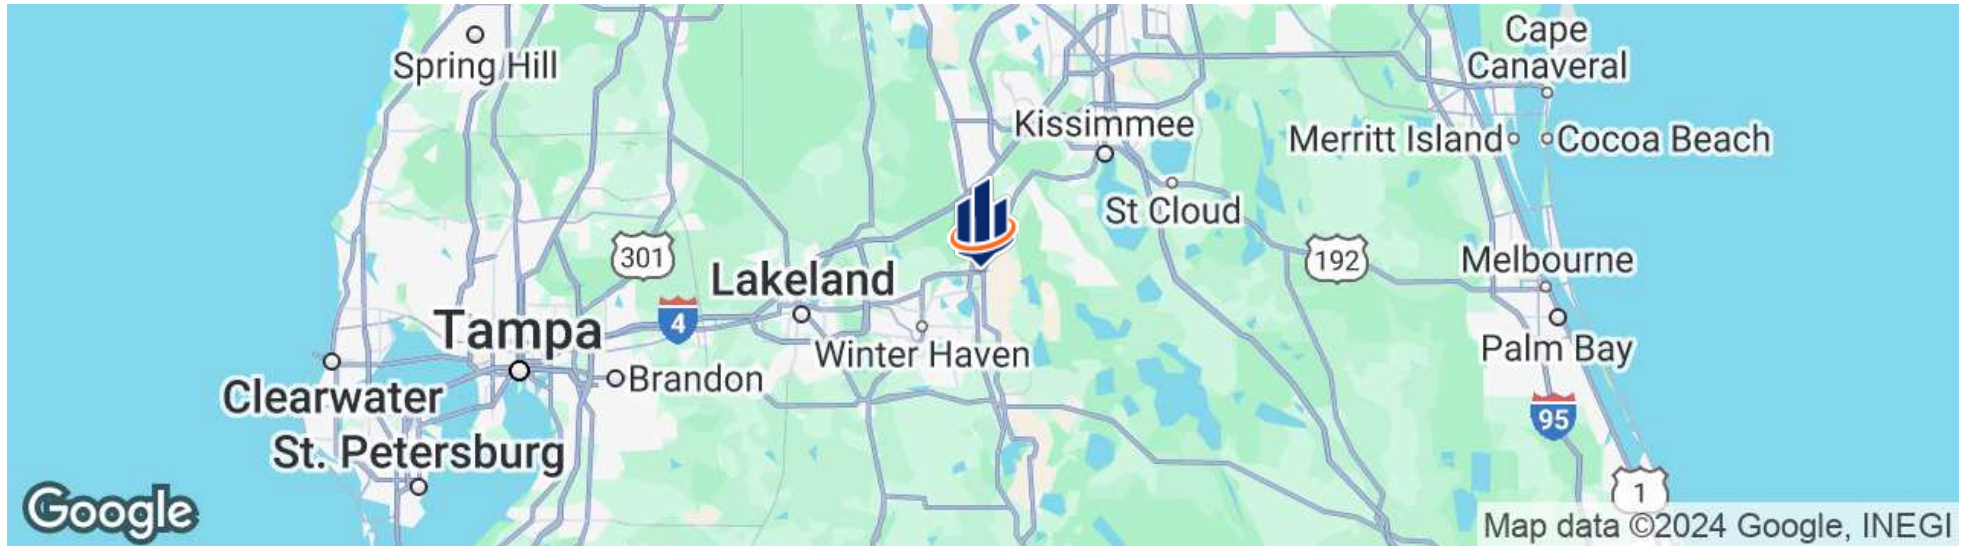 Cape
Canaveral
Spring Hill
Kissimmee
Merritt Island
Cocoa Beach
St Cloud
301
192
Melbourne
Lakeland
4
Tampa
Winter Haven
Palm Bay
Brandon
Clearwater
95
St. Petersburg
1
Google
Map data ©2024 Google, INEGI